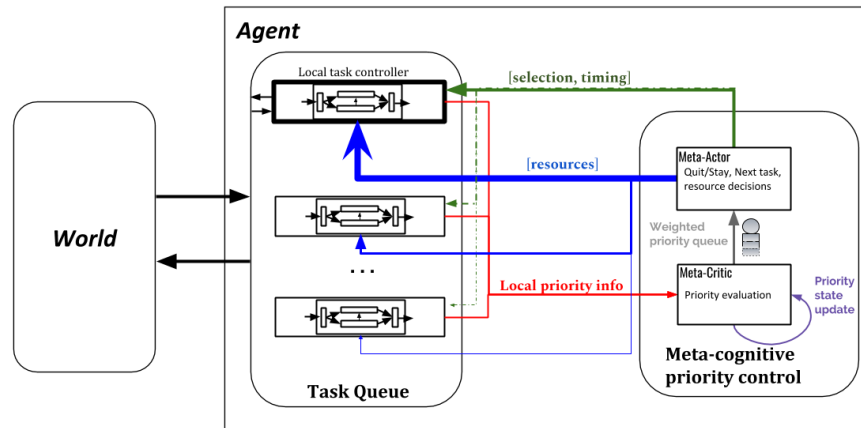 Agent
Local task controller
[selection, timing]
Meta-Actor
Quit/Stay, Next task,
resource decisions
[resources]
World
Weighted
priority queue
...
Meta-Critic
Priority evaluation
Local priority info
Priority
state
update
Task Queue
Meta-cognitive
priority control